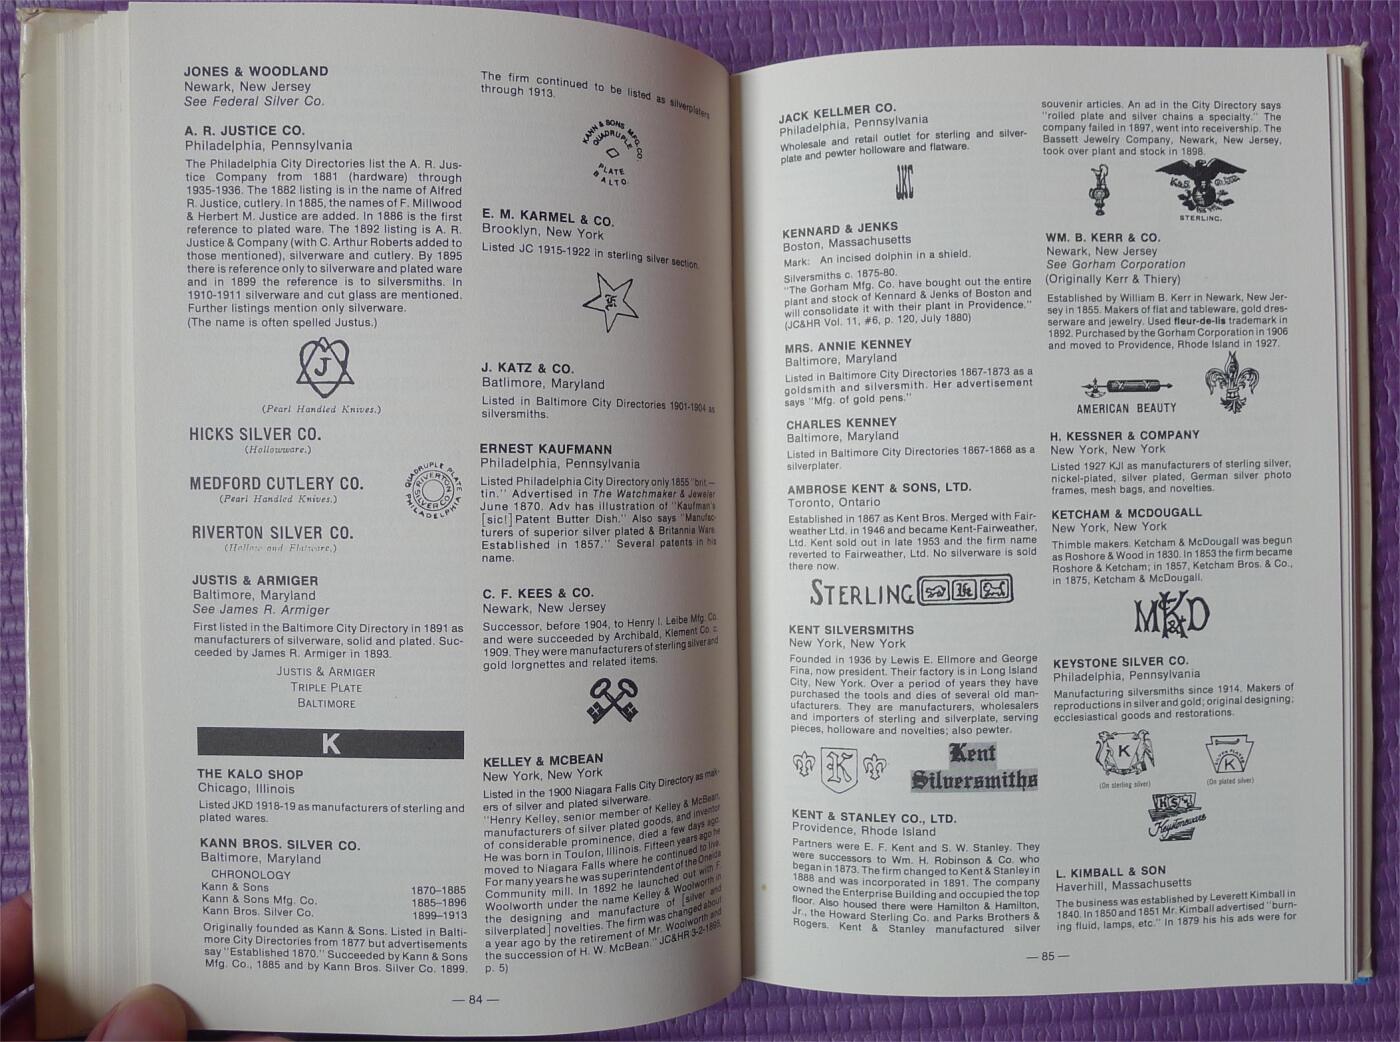 JONES & WOODLAND
Newark, New Jersey
See Federal Silver Co.
A. R. JUSTICE CO.
Philadelphia, Pennsylvania
The Philadelphia City Directories list the A. R. Jus-
tice Company from 1881 (hardware) through
1935-1936. The 1882 listing is in the name of Alfred
R. Justice, cutlery. In 1885, the names of F. Millwood
& Herbert M. Justice are added. In 1886 is the first
reference to plated ware. The 1892 listing is A. R.
Justice & Company (with C. Arthur Roberts added to
those mentioned), silverware and cutlery. By 1895
there is reference only to silverware and plated ware
and in 1899 the reference is to silversmiths. In
1910-1911 silverware and cut glass are mentioned.
Further listings mention only silverware.
(The name is often spelled Justus.)
J
(Pearl Handled Knives.)
HICKS SILVER CO.
(Hollowware.)
MEDFORD CUTLERY CO.
(Pearl Handled Knives.)
QUADRUPLE PLATE
RIVERTON SILVER CO.
PHILADELPHIA
RIVERTON SILVER CO.
(Hollow and Flatware.)
JUSTIS & ARMIGER
Baltimore, Maryland
See James R. Armiger
First listed in the Baltimore City Directory in 1891 as
manufacturers of silverware, solid and plated. Suc-
ceeded by James R. Armiger in 1893.
JUSTIS & ARMIGER
TRIPLE PLATE
BALTIMORE
K
THE KALO SHOP
Chicago, Illinois
Listed JKD 1918-19 as manufacturers of sterling and
plated wares.
KANN BROS. SILVER CO.
Baltimore, Maryland
CHRONOLOGY
Kann & Sons 1870–1885
Kann & Sons Mfg. Co. 1885–1896
Kann Bros. Silver Co. 1899–1913
Originally founded as Kann & Sons. Listed in Balti-
more City Directories from 1877 but advertisements
say "Established 1870." Succeeded by Kann & Sons
Mfg. Co., 1885 and by Kann Bros. Silver Co. 1899.
The firm continued to be listed as silverplaters
through 1913.
KANN & SONS MFG. CO.
QUADRUPLE
PLATE
BALTO.
E. M. KARMEL & CO.
Brooklyn, New York
Listed JC 1915-1922 in sterling silver section.
K
J. KATZ & CO.
Batlimore, Maryland
Listed in Baltimore City Directories 1901-1904 as
silversmiths.
ERNEST KAUFMANN
Philadelphia, Pennsylvania
Listed Philadelphia City Directory only 1855 "brit.—
tin." Advertised in The Watchmaker & Jeweler
June 1870. Adv has illustration of "Kaufman's
[sic!] Patent Butter Dish." Also says "Manufac-
turers of superior silver plated & Britannia Ware.
Established in 1857." Several patents in his
name.
C. F. KEES & CO.
Newark, New Jersey
Successor, before 1904, to Henry I. Leibe Mfg. Co.
and were succeeded by Archibald, Klement Co. c.
1909. They were manufacturers of sterling silver and
gold lorgnettes and related items.
KELLEY & MCBEAN
New York, New York
Listed in the 1900 Niagara Falls City Directory as mak-
ers of silver and plated silverware.
"Henry Kelley, senior member of Kelley & McBean,
manufacturers of silver plated goods, and inventor
of considerable prominence, died a few days ago.
He was born in Toulon, Illinois. Fifteen years ago he
moved to Niagara Falls where he continued to live.
For many years he was superintendent of the Oneida
Community mill. In 1892 he launched out with F.
Woolworth under the name Kelley & Woolworth in
the designing and manufacture of [silver and
silverplated] novelties. The firm was changed about
a year ago by the retirement of Mr. Woolworth and
the succession of H. W. McBean." JC&HR 3-2-1895,
p. 5)
— 84 —
JACK KELLMER CO.
Philadelphia, Pennsylvania
Wholesale and retail outlet for sterling and silver-
plate and pewter holloware and flatware.
JKC
KENNARD & JENKS
Boston, Massachusetts
Mark: An incised dolphin in a shield.
Silversmiths c. 1875-80.
"The Gorham Mfg. Co. have bought out the entire
plant and stock of Kennard & Jenks of Boston and
will consolidate it with their plant in Providence."
(JC&HR Vol. 11, #6, p. 120, July 1880)
MRS. ANNIE KENNEY
Baltimore, Maryland
Listed in Baltimore City Directories 1867-1873 as a
goldsmith and silversmith. Her advertisement
says "Mfg. of gold pens."
CHARLES KENNEY
Baltimore, Maryland
Listed in Baltimore City Directories 1867-1868 as a
silverplater.
AMBROSE KENT & SONS, LTD.
Toronto, Ontario
Established in 1867 as Kent Bros. Merged with Fair-
weather Ltd. in 1946 and became Kent-Fairweather,
Ltd. Kent sold out in late 1953 and the firm name
reverted to Fairweather, Ltd. No silverware is sold
there now.
STERLING K
KENT SILVERSMITHS
New York, New York
Founded in 1936 by Lewis E. Ellmore and George
Fina, now president. Their factory is in Long Island
City, New York. Over a period of years they have
purchased the tools and dies of several old man-
ufacturers. They are manufacturers, wholesalers
and importers of sterling and silverplate, serving
pieces, holloware and novelties; also pewter.
K
Kent
Silversmiths
KENT & STANLEY CO., LTD.
Providence, Rhode Island
Partners were E. F. Kent and S. W. Stanley. They
were successors to Wm. H. Robinson & Co. who
began in 1873. The firm changed to Kent & Stanley in
1888 and was incorporated in 1891. The company
owned the Enterprise Building and occupied the top
floor. Also housed there were Hamilton & Hamilton,
Jr., the Howard Sterling Co. and Parks Brothers &
Rogers. Kent & Stanley manufactured silver
souvenir articles. An ad in the City Directory says
"rolled plate and silver chains a specialty." The
company failed in 1897, went into receivership. The
Bassett Jewelry Company, Newark, New Jersey,
took over plant and stock in 1898.
K&S.
STERLING.
WM. B. KERR & CO.
Newark, New Jersey
See Gorham Corporation
(Originally Kerr & Thiery)
Established by William B. Kerr in Newark, New Jer-
sey in 1855. Makers of flat and tableware, gold dres-
serware and jewelry. Used fleur-de-lis trademark in
1892. Purchased by the Gorham Corporation in 1906
and moved to Providence, Rhode Island in 1927.
AMERICAN BEAUTY
H. KESSNER & COMPANY
New York, New York
Listed 1927 KJI as manufacturers of sterling silver,
nickel-plated, silver plated, German silver photo
frames, mesh bags, and novelties.
KETCHAM & MCDOUGALL
New York, New York
Thimble makers. Ketcham & McDougall was begun
as Roshore & Wood in 1830. In 1853 the firm became
Roshore & Ketcham; in 1857, Ketcham Bros. & Co.,
in 1875, Ketcham & McDougall.
MK&D
KEYSTONE SILVER CO.
Philadelphia, Pennsylvania
Manufacturing silversmiths since 1914. Makers of
reproductions in silver and gold; original designing;
ecclesiastical goods and restorations.
K
(On sterling silver)
K
(On plated silver)
KSC
Keystoneware
L. KIMBALL & SON
Haverhill, Massachusetts
The business was established by Leverett Kimball in
1840. In 1850 and 1851 Mr. Kimball advertised "burn-
ing fluid, lamps, etc." In 1879 his his ads were for
— 85 —